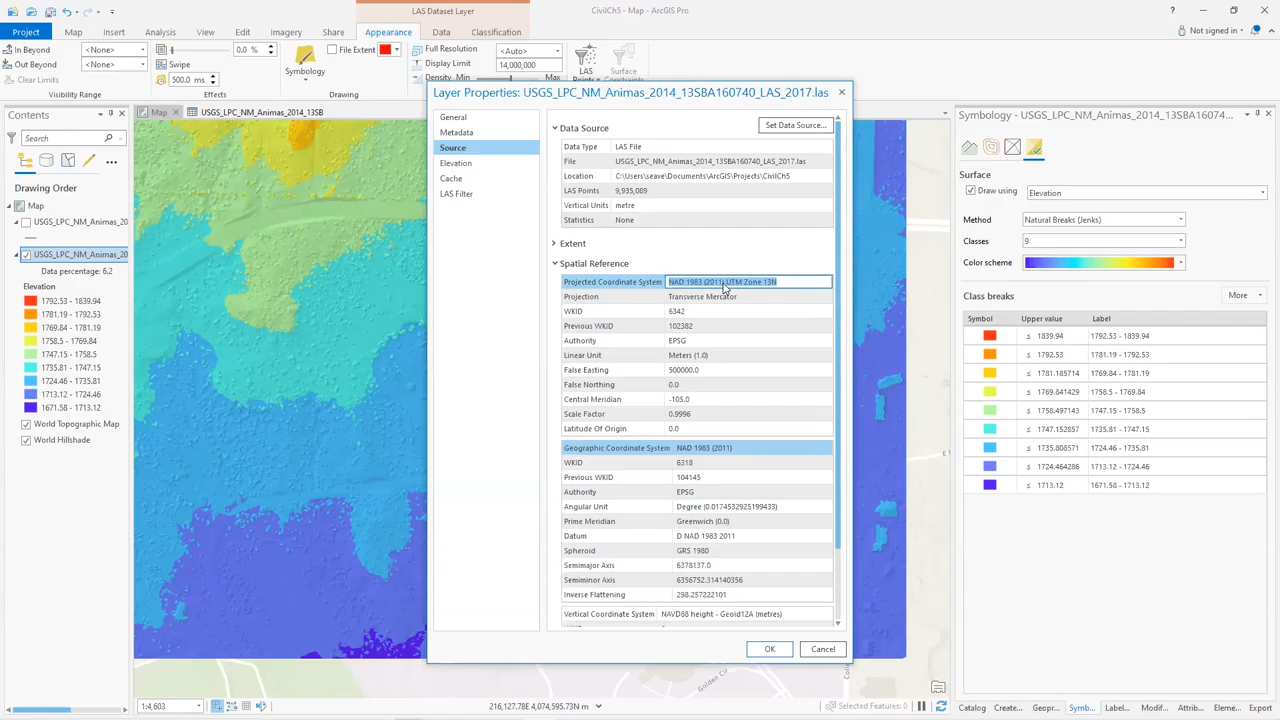 LAS Dataset Layer
CivilCh5 - Map - ArcGIS Pro
?
Project Map Insert Analysis View Edit Imagery Share Appearance Data Classification
Not signed in
In Beyond <None> 0.0 % File Extent Full Resolution <Auto>
Out Beyond <None> Swipe Symbology Display Limit 14,000,000 LAS Points Surface Constraints
Clear Limits 500.0 ms Density Min Max
Visibility Range Effects Drawing
Contents
Search
Drawing Order
Map
USGS_LPC_NM_Animas_20
USGS_LPC_NM_Animas_20
Data percentage: 6.2
Elevation
1792.53 - 1839.94
1781.19 - 1792.53
1769.84 - 1781.19
1758.5 - 1769.84
1747.15 - 1758.5
1735.81 - 1747.15
1724.46 - 1735.81
1713.12 - 1724.46
1671.58 - 1713.12
World Topographic Map
World Hillshade
Map USGS_LPC_NM_Animas_2014_13SB
Layer Properties: USGS_LPC_NM_Animas_2014_13SBA160740_LAS_2017.las
General
Metadata
Source
Elevation
Cache
LAS Filter
Data Source Set Data Source...
Data Type LAS File
File USGS_LPC_NM_Animas_2014_13SBA160740_LAS_2017.las
Location C:\Users\seave\Documents\ArcGIS\Projects\CivilCh5
LAS Points 9,935,089
Vertical Units metre
Statistics None
Extent
Spatial Reference
Projected Coordinate System NAD 1983 (2011) UTM Zone 13N
Projection Transverse Mercator
WKID 6342
Previous WKID 102382
Authority EPSG
Linear Unit Meters (1.0)
False Easting 500000.0
False Northing 0.0
Central Meridian -105.0
Scale Factor 0.9996
Latitude Of Origin 0.0
Geographic Coordinate System NAD 1983 (2011)
WKID 6318
Previous WKID 104145
Authority EPSG
Angular Unit Degree (0.0174532925199433)
Prime Meridian Greenwich (0.0)
Datum D NAD 1983 2011
Spheroid GRS 1980
Semimajor Axis 6378137.0
Semiminor Axis 6356752.314140356
Inverse Flattening 298.257222101
Vertical Coordinate System NAVD88 height - Geoid12A (metres)
OK Cancel
Symbology - USGS_LPC_NM_Animas_2014_13SBA16074...
Surface
Draw using Elevation
Method Natural Breaks (Jenks)
Classes 9
Color scheme
Class breaks More
Symbol Upper value Label
≤ 1839.94 1792.53 - 1839.94
≤ 1792.53 1781.19 - 1792.53
≤ 1781.185714 1769.84 - 1781.19
≤ 1769.841429 1758.5 - 1769.84
≤ 1758.497143 1747.15 - 1758.5
≤ 1747.152857 1735.81 - 1747.15
≤ 1735.808571 1724.46 - 1735.81
≤ 1724.464286 1713.12 - 1724.46
≤ 1713.12 1671.58 - 1713.12
Golden Cir
1:4,603 216,127.78E 4,074,595.73N m Selected Features: 0
Catalog Create... Geopr... Symb... Label... Modif... Attrib... Eleme... Export